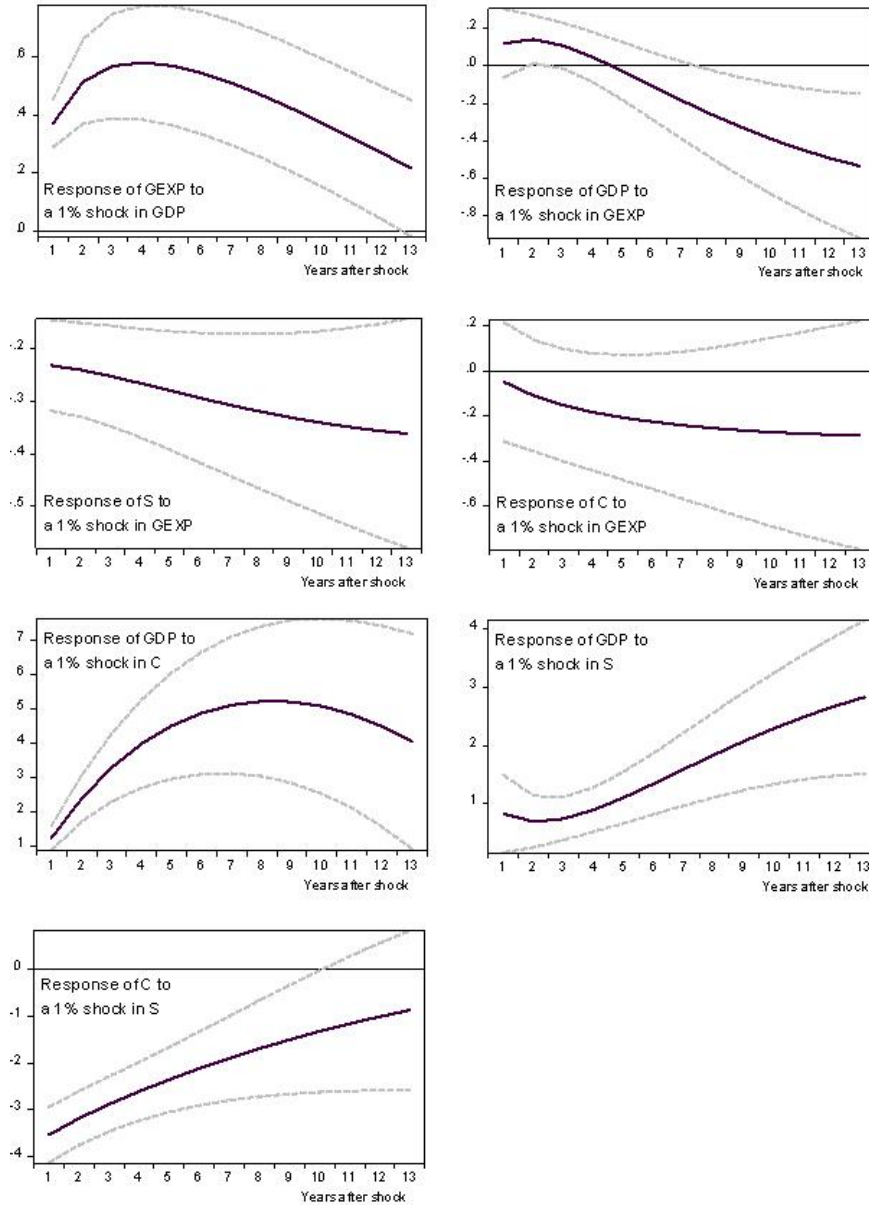 .6
.4
.2
.0
Response of GEXP to
a 1% shock in GDP
1 2 3 4 5 6 7 8 9 10 11 12 13
Years after shock
.2
.0
-.2
-.4
-.6
-.8
Response of GDP to
a 1% shock in GEXP
1 2 3 4 5 6 7 8 9 10 11 12 13
Years after shock
-.2
-.3
-.4
-.5
Response of S to
a 1% shock in GEXP
1 2 3 4 5 6 7 8 9 10 11 12 13
Years after shock
.2
.0
-.2
-.4
-.6
Response of C to
a 1% shock in GEXP
1 2 3 4 5 6 7 8 9 10 11 12 13
Years after shock
7
6
5
4
3
2
1
Response of GDP to
a 1% shock in C
1 2 3 4 5 6 7 8 9 10 11 12 13
Years after shock
4
3
2
1
Response of GDP to
a 1% shock in S
1 2 3 4 5 6 7 8 9 10 11 12 13
Years after shock
0
-1
-2
-3
-4
Response of C to
a 1% shock in S
1 2 3 4 5 6 7 8 9 10 11 12 13
Years after shock